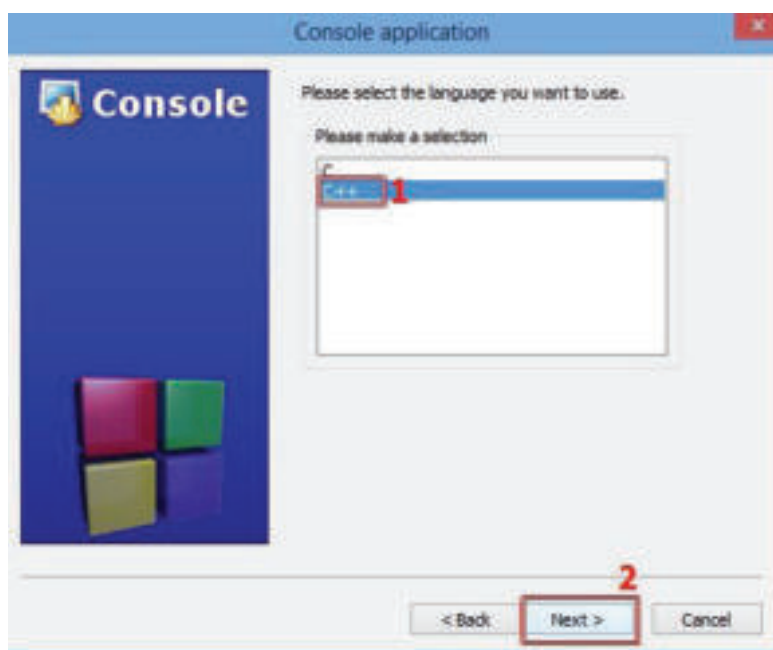 Console application
Console
Please select the language you want to use.
Please make a selection
C
C++
1
2
< Back
Next >
Cancel